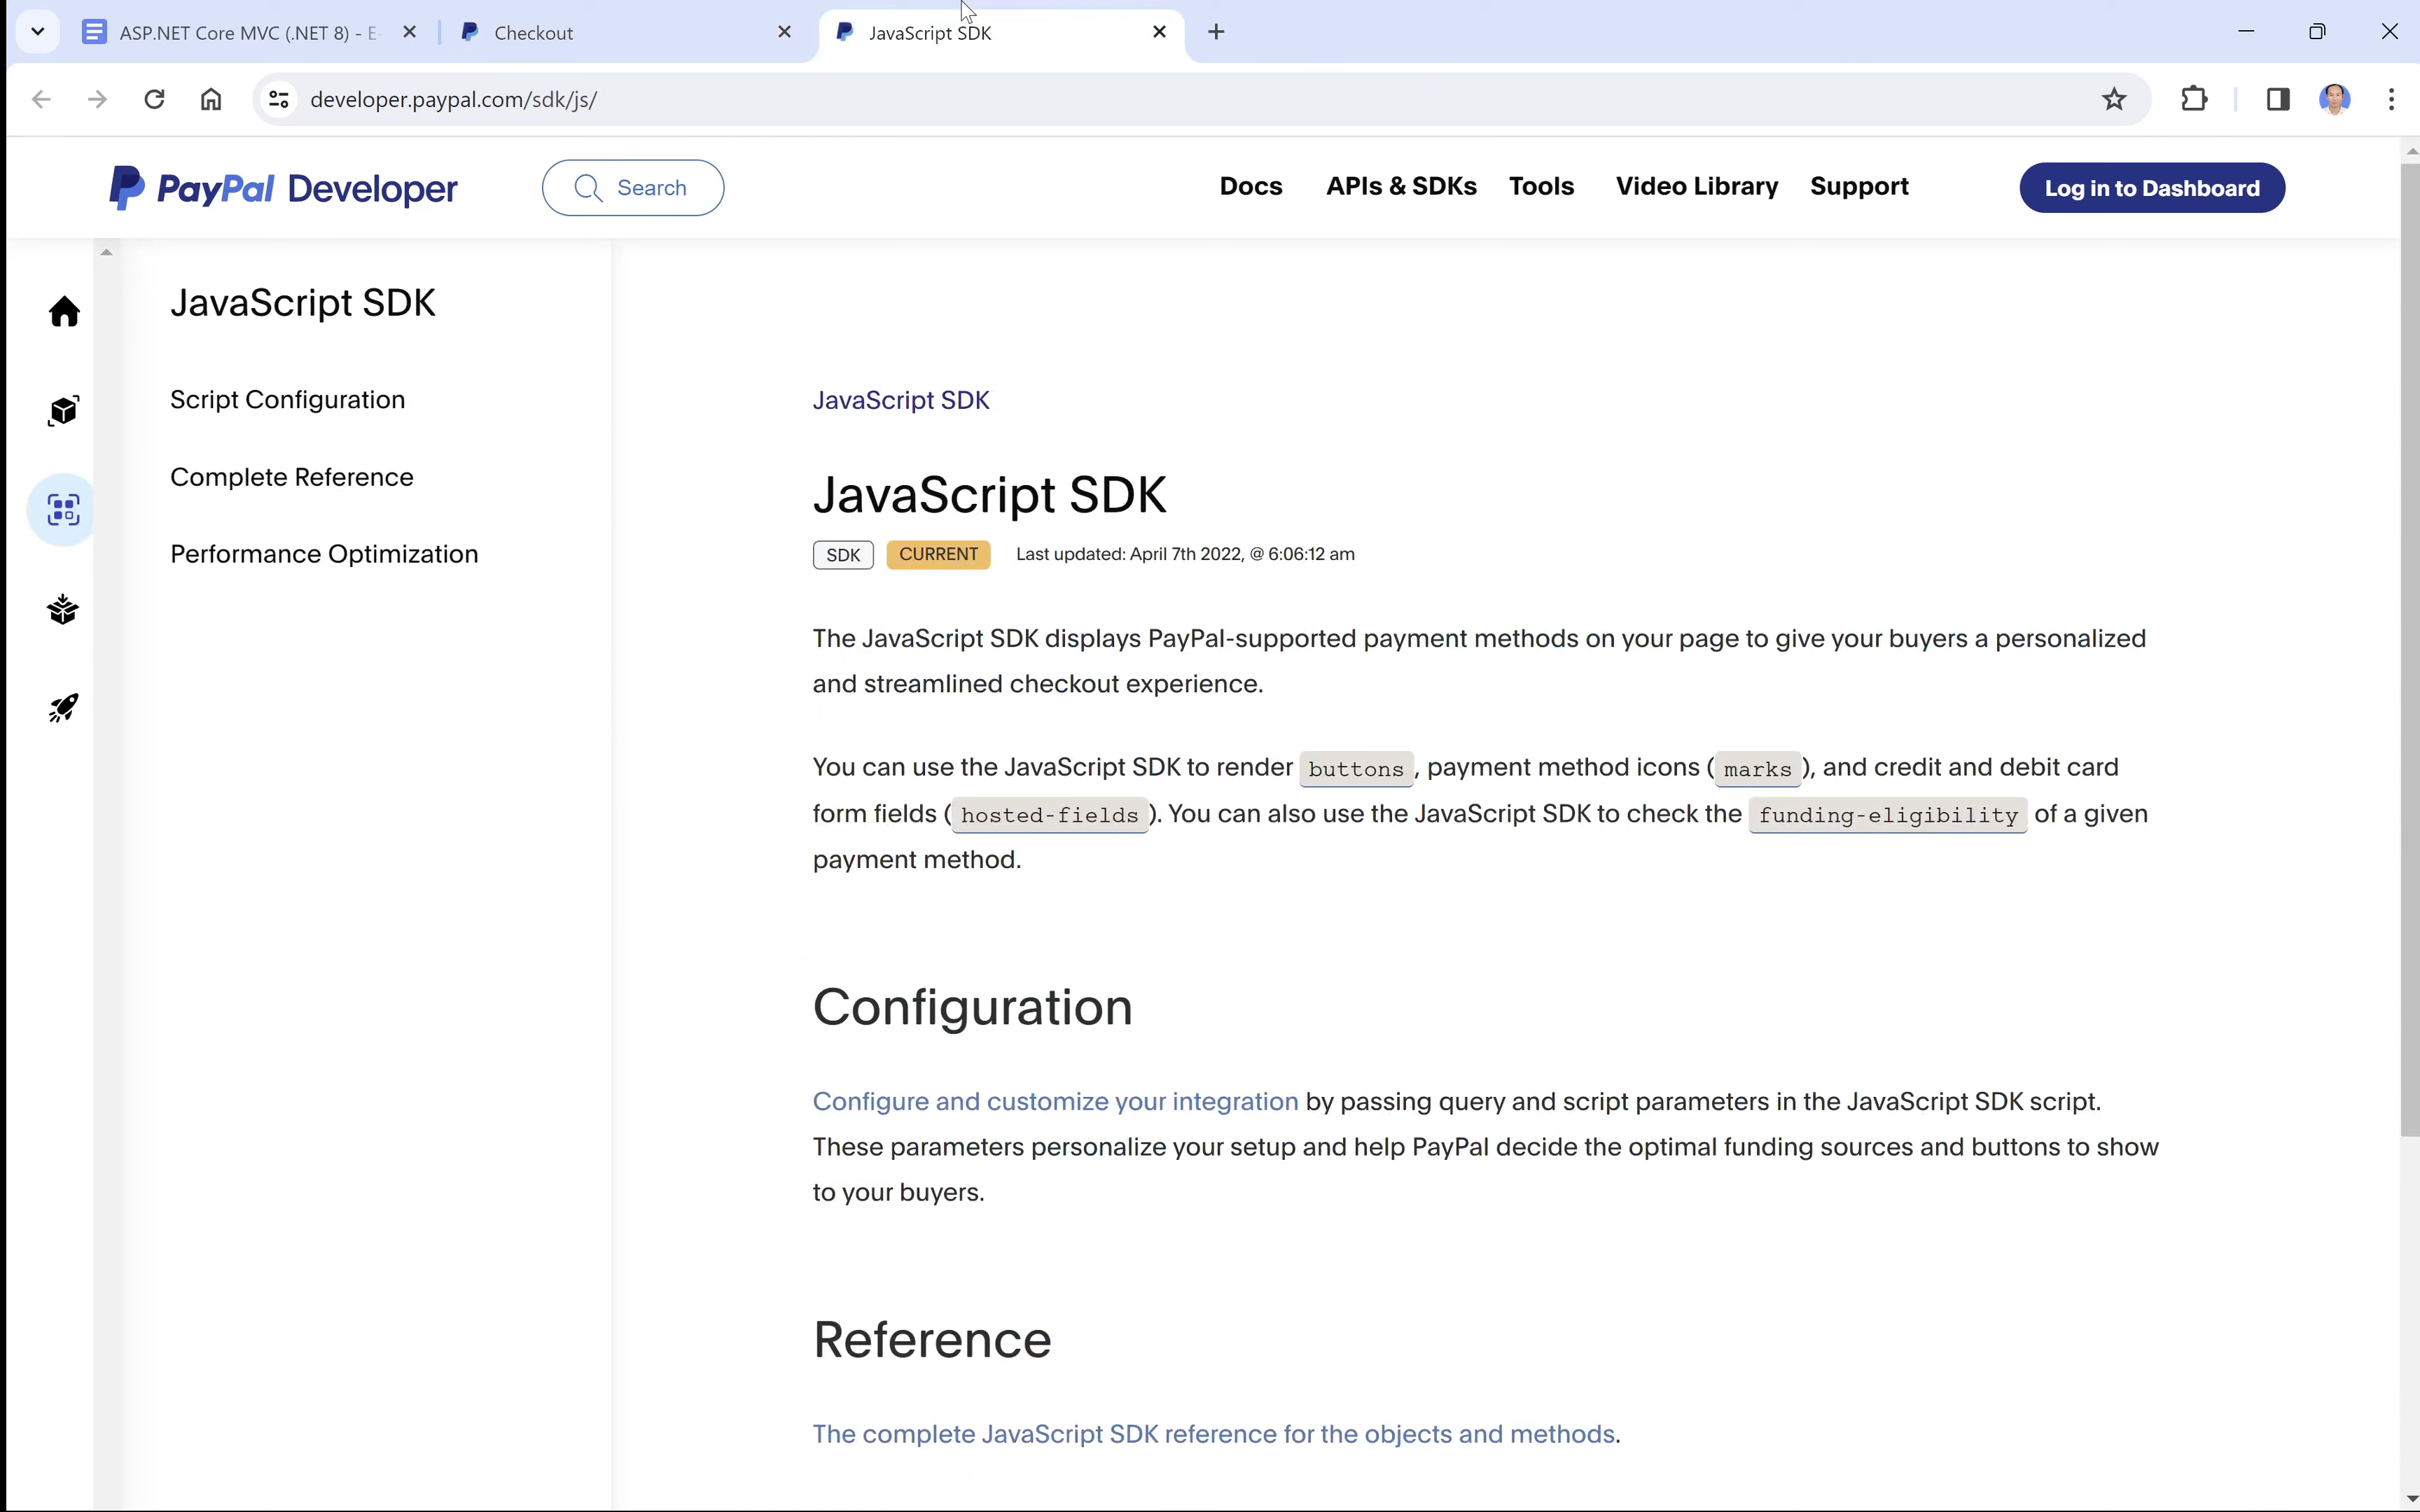 ASP.NET Core MVC (.NET 8) - E-
Checkout
JavaScript SDK
developer.paypal.com/sdk/js/
PayPal Developer
Search
Docs
APIs & SDKs
Tools
Video Library
Support
Log in to Dashboard
JavaScript SDK
Script Configuration
Complete Reference
Performance Optimization
JavaScript SDK
JavaScript SDK
SDK CURRENT Last updated: April 7th 2022, @ 6:06:12 am
The JavaScript SDK displays PayPal-supported payment methods on your page to give your buyers a personalized
and streamlined checkout experience.
You can use the JavaScript SDK to render buttons, payment method icons (marks), and credit and debit card
form fields (hosted-fields). You can also use the JavaScript SDK to check the funding-eligibility of a given
payment method.
Configuration
Configure and customize your integration by passing query and script parameters in the JavaScript SDK script.
These parameters personalize your setup and help PayPal decide the optimal funding sources and buttons to show
to your buyers.
Reference
The complete JavaScript SDK reference for the objects and methods.